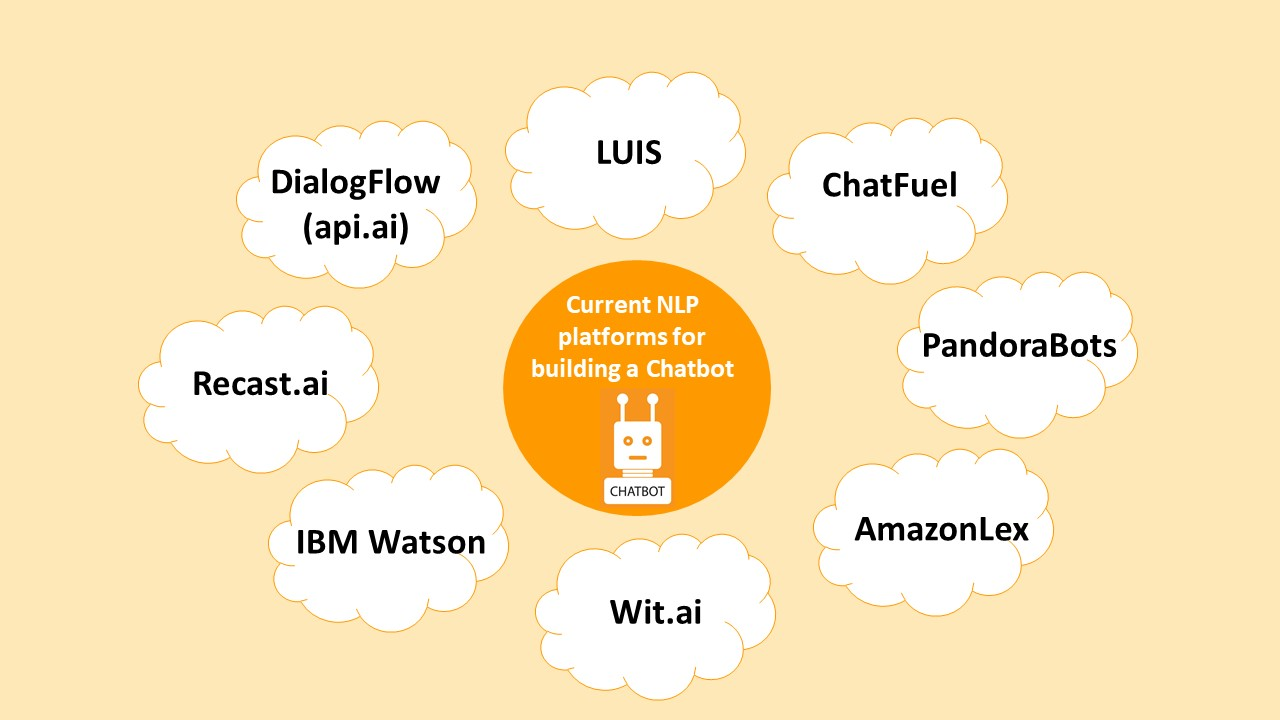 LUIS
DialogFlow
(api.ai)
ChatFuel
Current NLP
platforms for
building a Chatbot
CHATBOT
PandoraBots
Recast.ai
AmazonLex
IBM Watson
Wit.ai